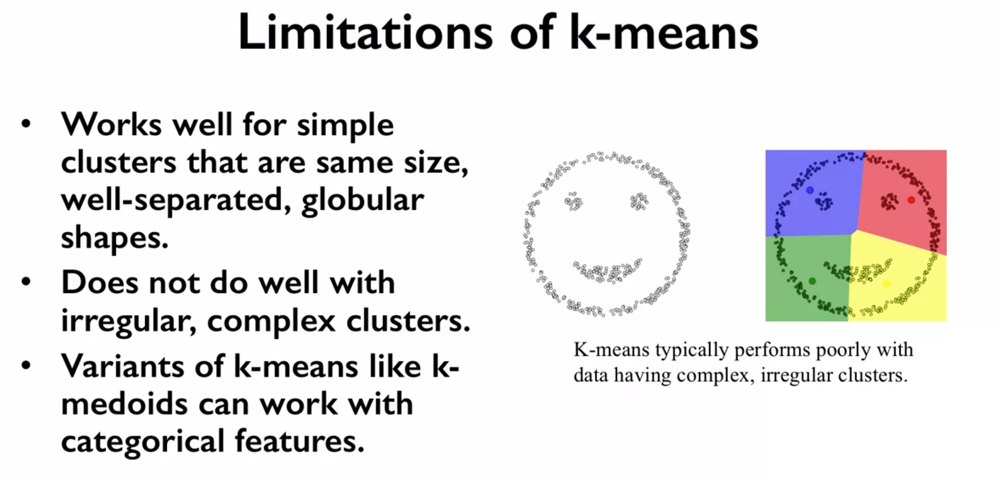 Limitations of k-means
• Works well for simple
clusters that are same size,
well-separated, globular
shapes.
• Does not do well with
irregular, complex clusters.
• Variants of k-means like k-
medoids can work with
categorical features.
K-means typically performs poorly with
data having complex, irregular clusters.